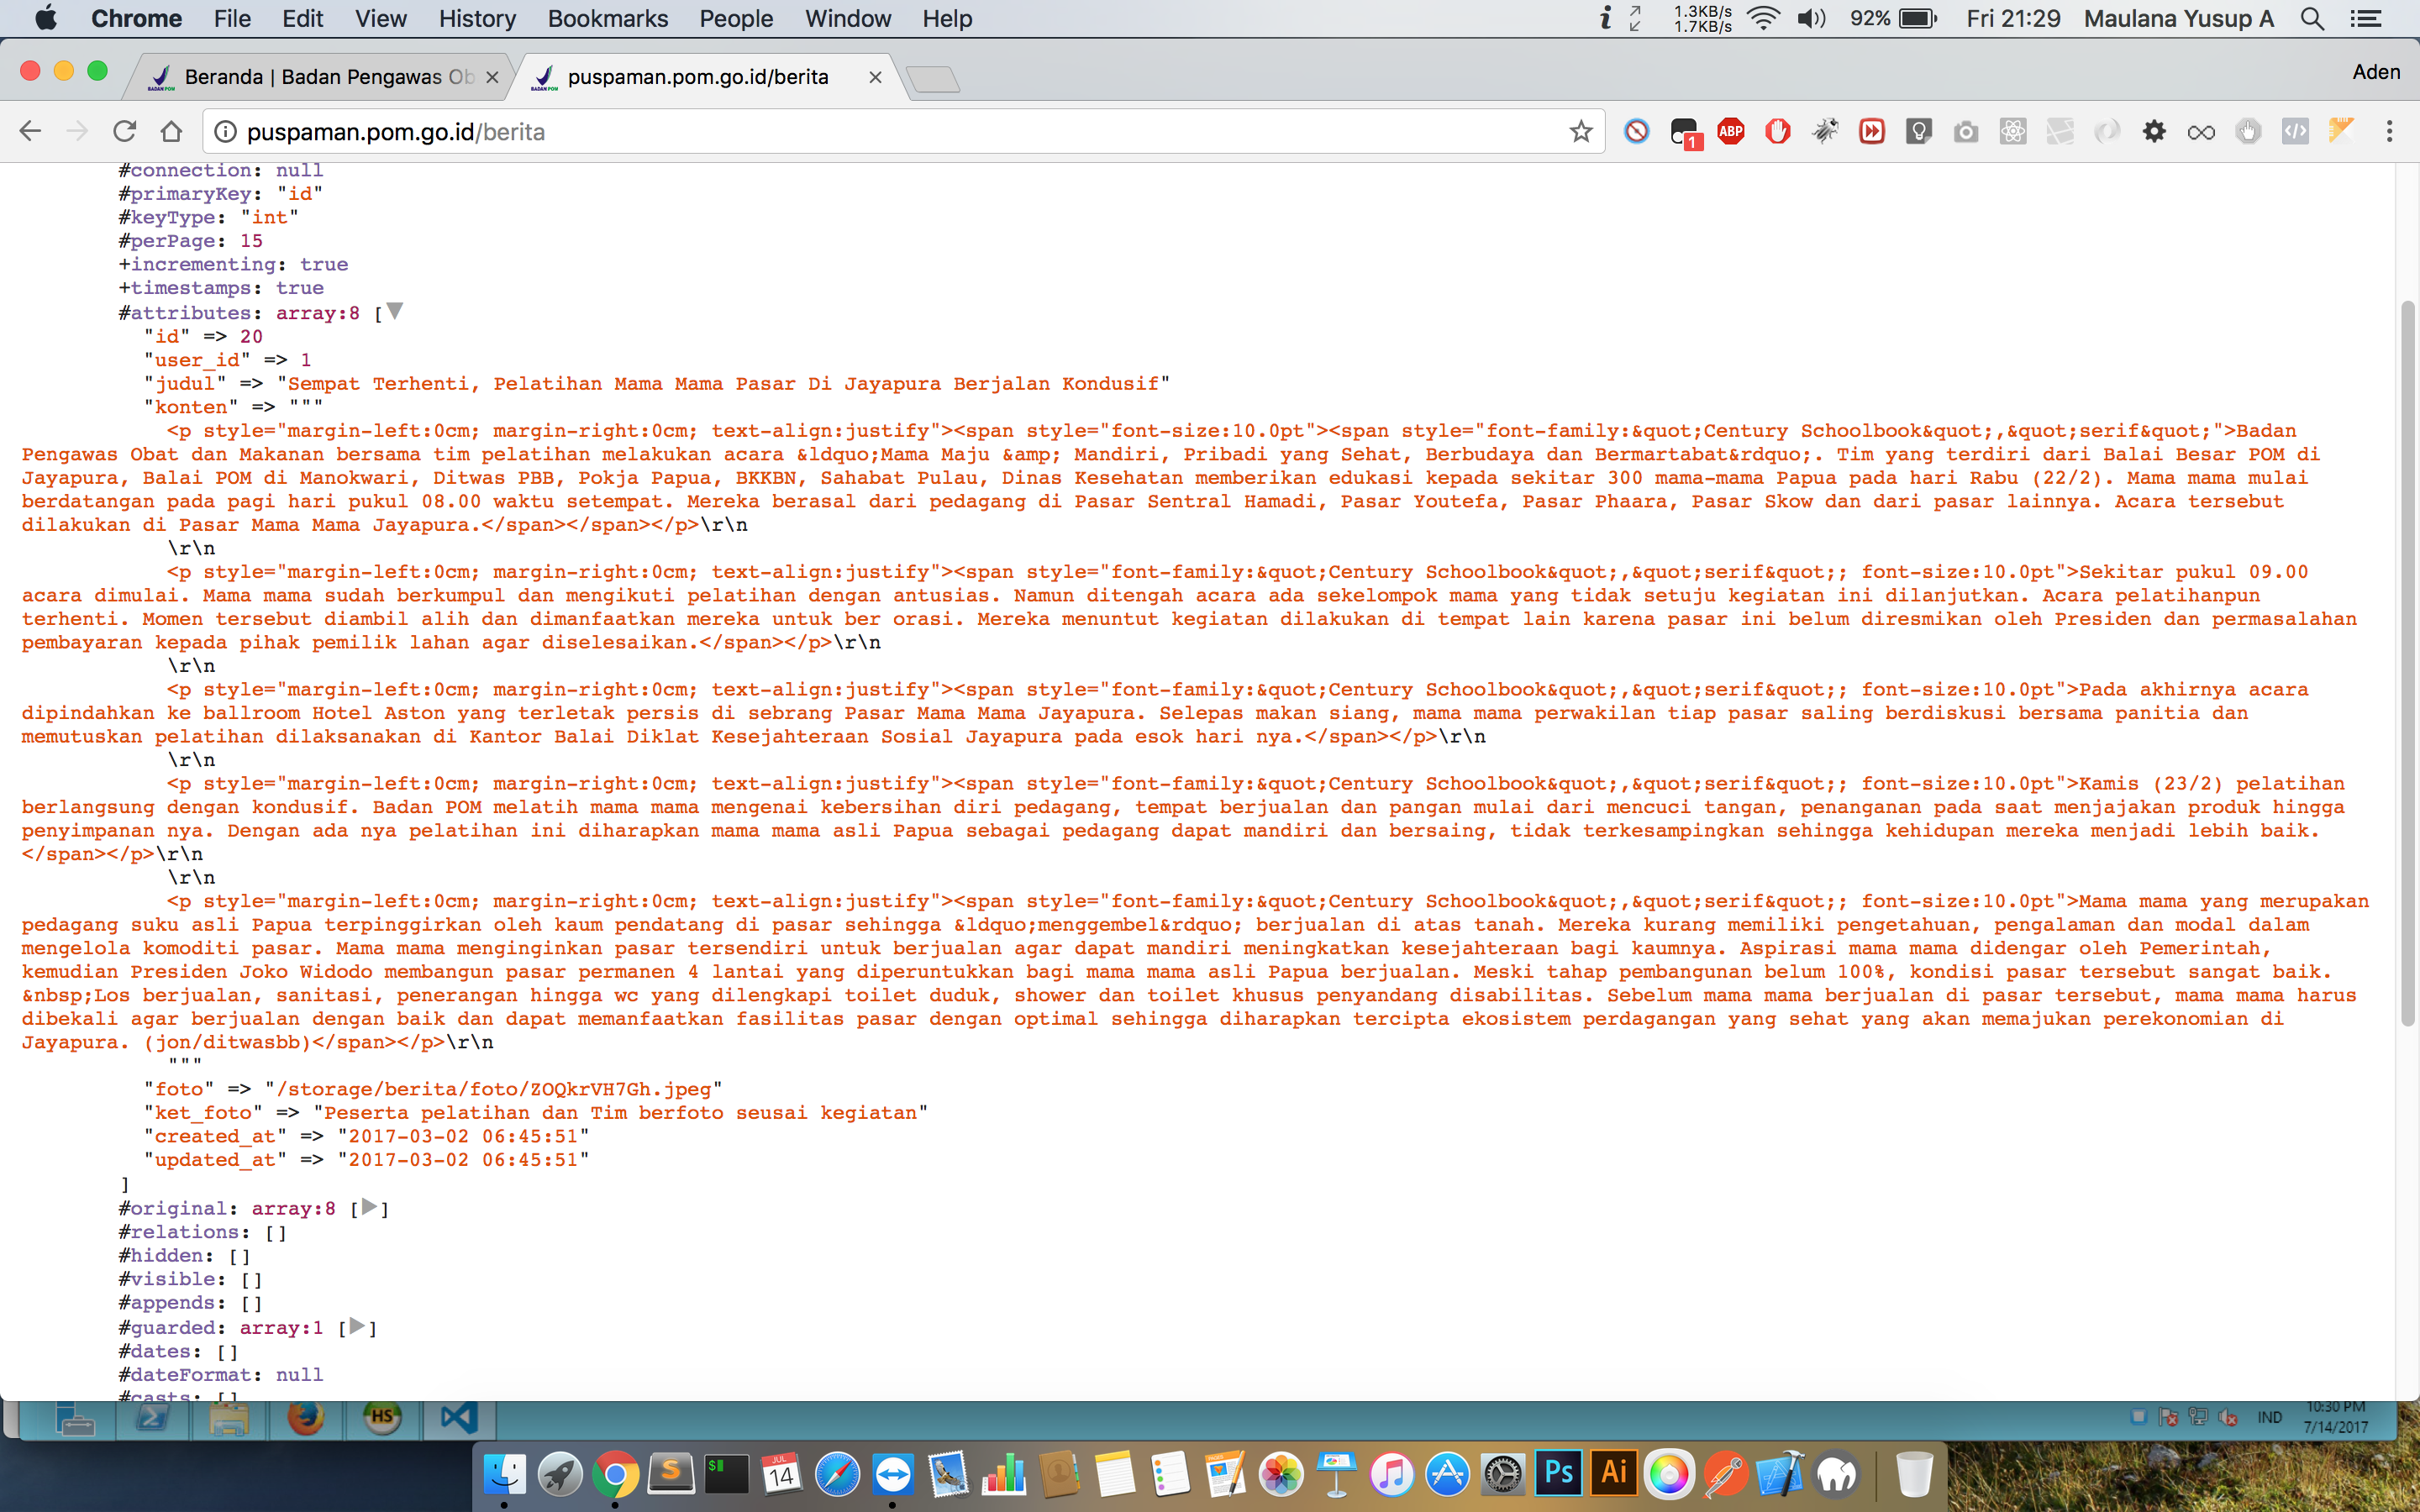 Chrome File Edit View History Bookmarks People Window Help 1.3KB/s 1.7KB/s 92% Fri 21:29 Maulana Yusup A
Beranda | Badan Pengawas Ob puspaman.pom.go.id/berita Aden
puspaman.pom.go.id/berita ABP 1
#connection: null
#primaryKey: "id"
#keyType: "int"
#perPage: 15
+incrementing: true
+timestamps: true
#attributes: array:8 [▼
"id" => 20
"user_id" => 1
"judul" => "Sempat Terhenti, Pelatihan Mama Mama Pasar Di Jayapura Berjalan Kondusif"
"konten" => """
<p style="margin-left:0cm; margin-right:0cm; text-align:justify"><span style="font-size:10.0pt"><span style="font-family:&quot;Century Schoolbook&quot;,&quot;serif&quot;">Badan
Pengawas Obat dan Makanan bersama tim pelatihan melakukan acara &ldquo;Mama Maju &amp; Mandiri, Pribadi yang Sehat, Berbudaya dan Bermartabat&rdquo;. Tim yang terdiri dari Balai Besar POM di
Jayapura, Balai POM di Manokwari, Ditwas PBB, Pokja Papua, BKKBN, Sahabat Pulau, Dinas Kesehatan memberikan edukasi kepada sekitar 300 mama-mama Papua pada hari Rabu (22/2). Mama mama mulai
berdatangan pada pagi hari pukul 08.00 waktu setempat. Mereka berasal dari pedagang di Pasar Sentral Hamadi, Pasar Youtefa, Pasar Phaara, Pasar Skow dan dari pasar lainnya. Acara tersebut
dilakukan di Pasar Mama Mama Jayapura.</span></span></p>\r\n
\r\n
<p style="margin-left:0cm; margin-right:0cm; text-align:justify"><span style="font-family:&quot;Century Schoolbook&quot;,&quot;serif&quot;; font-size:10.0pt">Sekitar pukul 09.00
acara dimulai. Mama mama sudah berkumpul dan mengikuti pelatihan dengan antusias. Namun ditengah acara ada sekelompok mama yang tidak setuju kegiatan ini dilanjutkan. Acara pelatihanpun
terhenti. Momen tersebut diambil alih dan dimanfaatkan mereka untuk ber orasi. Mereka menuntut kegiatan dilakukan di tempat lain karena pasar ini belum diresmikan oleh Presiden dan permasalahan
pembayaran kepada pihak pemilik lahan agar diselesaikan.</span></p>\r\n
\r\n
<p style="margin-left:0cm; margin-right:0cm; text-align:justify"><span style="font-family:&quot;Century Schoolbook&quot;,&quot;serif&quot;; font-size:10.0pt">Pada akhirnya acara
dipindahkan ke ballroom Hotel Aston yang terletak persis di sebrang Pasar Mama Mama Jayapura. Selepas makan siang, mama mama perwakilan tiap pasar saling berdiskusi bersama panitia dan
memutuskan pelatihan dilaksanakan di Kantor Balai Diklat Kesejahteraan Sosial Jayapura pada esok hari nya.</span></p>\r\n
\r\n
<p style="margin-left:0cm; margin-right:0cm; text-align:justify"><span style="font-family:&quot;Century Schoolbook&quot;,&quot;serif&quot;; font-size:10.0pt">Kamis (23/2) pelatihan
berlangsung dengan kondusif. Badan POM melatih mama mama mengenai kebersihan diri pedagang, tempat berjualan dan pangan mulai dari mencuci tangan, penanganan pada saat menjajakan produk hingga
penyimpanan nya. Dengan ada nya pelatihan ini diharapkan mama mama asli Papua sebagai pedagang dapat mandiri dan bersaing, tidak terkesampingkan sehingga kehidupan mereka menjadi lebih baik.
</span></p>\r\n
\r\n
<p style="margin-left:0cm; margin-right:0cm; text-align:justify"><span style="font-family:&quot;Century Schoolbook&quot;,&quot;serif&quot;; font-size:10.0pt">Mama mama yang merupakan
pedagang suku asli Papua terpinggirkan oleh kaum pendatang di pasar sehingga &ldquo;menggembel&rdquo; berjualan di atas tanah. Mereka kurang memiliki pengetahuan, pengalaman dan modal dalam
mengelola komoditi pasar. Mama mama menginginkan pasar tersendiri untuk berjualan agar dapat mandiri meningkatkan kesejahteraan bagi kaumnya. Aspirasi mama mama didengar oleh Pemerintah,
kemudian Presiden Joko Widodo membangun pasar permanen 4 lantai yang diperuntukkan bagi mama mama asli Papua berjualan. Meski tahap pembangunan belum 100%, kondisi pasar tersebut sangat baik.
&nbsp;Los berjualan, sanitasi, penerangan hingga wc yang dilengkapi toilet duduk, shower dan toilet khusus penyandang disabilitas. Sebelum mama mama berjualan di pasar tersebut, mama mama harus
dibekali agar berjualan dengan baik dan dapat memanfaatkan fasilitas pasar dengan optimal sehingga diharapkan tercipta ekosistem perdagangan yang sehat yang akan memajukan perekonomian di
Jayapura. (jon/ditwasbb)</span></p>\r\n
"""
"foto" => "/storage/berita/foto/ZOQkrVH7Gh.jpeg"
"ket_foto" => "Peserta pelatihan dan Tim berfoto seusai kegiatan"
"created_at" => "2017-03-02 06:45:51"
"updated_at" => "2017-03-02 06:45:51"
]
#original: array:8 [▶]
#relations: []
#hidden: []
#visible: []
#appends: []
#guarded: array:1 [▶]
#dates: []
#dateFormat: null
#casts: []
HS IND 10:30 PM
7/14/2017
JUL 14 Ps Ai